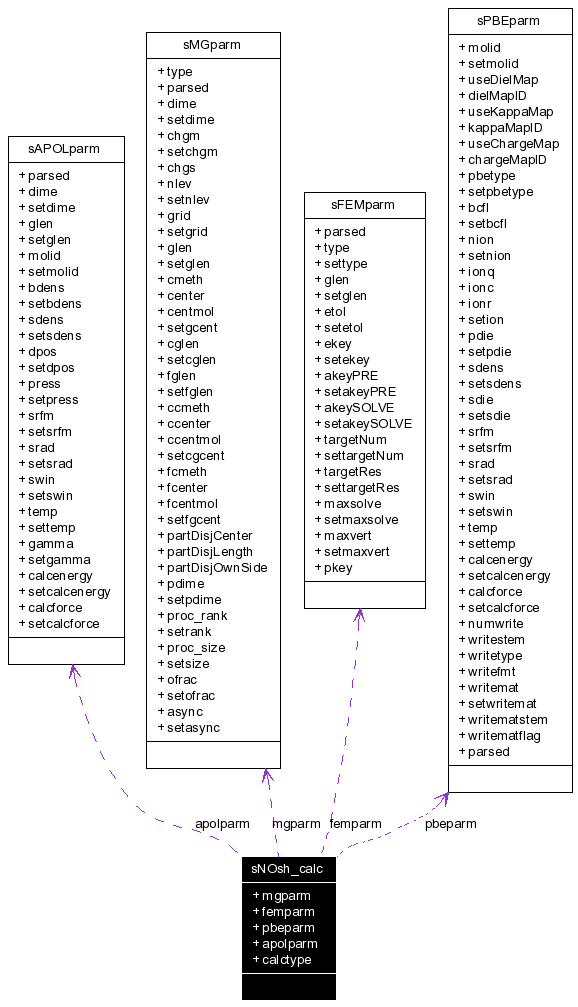 sAPOLparm
+ parsed
+ dime
+ setdime
+ glen
+ setglen
+ molid
+ setmolid
+ bdens
+ setbdens
+ sdens
+ setsdens
+ dpos
+ setdpos
+ press
+ setpress
+ srfm
+ setsrfm
+ srad
+ setsrad
+ swin
+ setswin
+ temp
+ settemp
+ gamma
+ setgamma
+ calcenergy
+ setcalcenergy
+ calcforce
+ setcalcforce
sMGparm
+ type
+ parsed
+ dime
+ setdime
+ chgm
+ setchgm
+ chgs
+ nlev
+ setnlev
+ grid
+ setgrid
+ glen
+ setglen
+ cmeth
+ center
+ centmol
+ setgcent
+ cglen
+ setcglen
+ fglen
+ setfglen
+ ccmeth
+ ccenter
+ ccentmol
+ setcgcent
+ fcmeth
+ fcenter
+ fcentmol
+ setfgcent
+ partDisjCenter
+ partDisjLength
+ partDisjOwnSide
+ pdime
+ setpdime
+ proc_rank
+ setrank
+ proc_size
+ setsize
+ ofrac
+ setofrac
+ async
+ setasync
sFEMparm
+ parsed
+ type
+ settype
+ glen
+ setglen
+ etol
+ setetol
+ ekey
+ setekey
+ akeyPRE
+ setakeyPRE
+ akeySOLVE
+ setakeySOLVE
+ targetNum
+ settargetNum
+ targetRes
+ settargetRes
+ maxsolve
+ setmaxsolve
+ maxvert
+ setmaxvert
+ pkey
sPBEparm
+ molid
+ setmolid
+ useDielMap
+ dielMapID
+ useKappaMap
+ kappaMapID
+ useChargeMap
+ chargeMapID
+ pbetype
+ setpbetype
+ bcfl
+ setbcfl
+ nion
+ setnion
+ ionq
+ ionc
+ ionr
+ setion
+ pdie
+ setpdie
+ sdens
+ setsdens
+ sdie
+ setsdie
+ srfm
+ setsrfm
+ srad
+ setsrad
+ swin
+ setswin
+ temp
+ settemp
+ calcenergy
+ setcalcenergy
+ calcforce
+ setcalcforce
+ numwrite
+ writestem
+ writetype
+ writefmt
+ writemat
+ setwritemat
+ writematstem
+ writematflag
+ parsed
apolparm
mgparm
femparm
pbeparm
sNOsh_calc
+ mgparm
+ femparm
+ pbeparm
+ apolparm
+ calctype